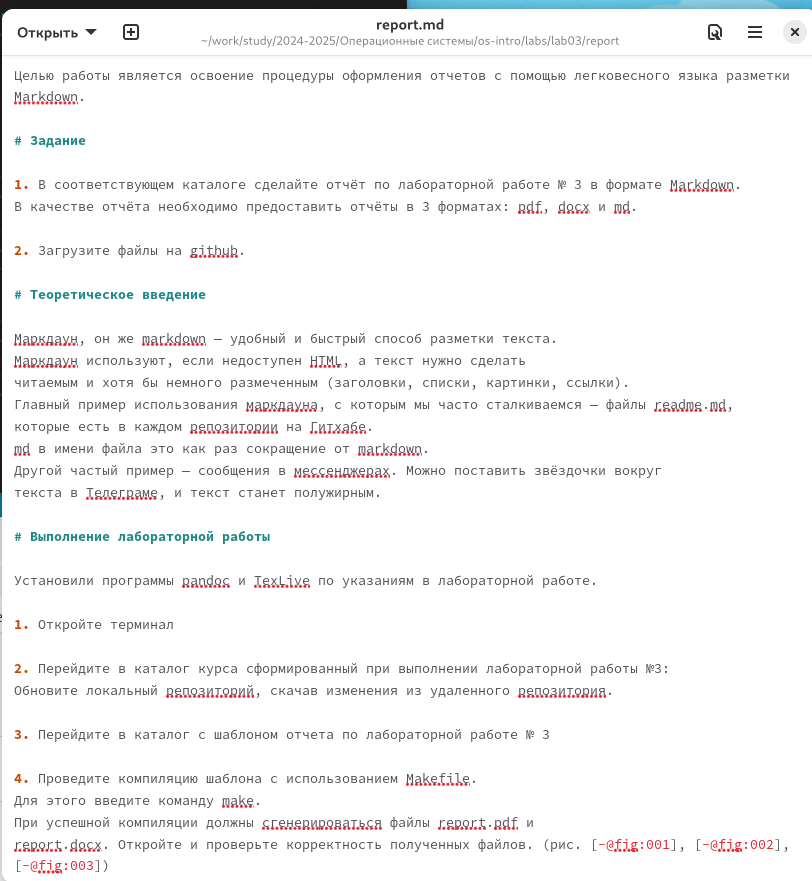 Открыть
report.md
~/work/study/2024-2025/Операционные системы/os-intro/labs/lab03/report
Целью работы является освоение процедуры оформления отчетов с помощью легковесного языка разметки
Markdown.
# Задание
1. В соответствующем каталоге сделайте отчёт по лабораторной работе № 3 в формате Markdown.
В качестве отчёта необходимо предоставить отчёты в 3 форматах: pdf, docx и md.
2. Загрузите файлы на github.
# Теоретическое введение
Маркдаун, он же markdown — удобный и быстрый способ разметки текста.
Маркдаун используют, если недоступен HTML, а текст нужно сделать
читаемым и хотя бы немного размеченным (заголовки, списки, картинки, ссылки).
Главный пример использования маркдауна, с которым мы часто сталкиваемся — файлы readme.md,
которые есть в каждом репозитории на Гитхабе.
md в имени файла это как раз сокращение от markdown.
Другой частый пример — сообщения в мессенджерах. Можно поставить звёздочки вокруг
текста в Телеграме, и текст станет полужирным.
# Выполнение лабораторной работы
Установили программы pandoc и TexLive по указаниям в лабораторной работе.
1. Откройте терминал
2. Перейдите в каталог курса сформированный при выполнении лабораторной работы №3:
Обновите локальный репозиторий, скачав изменения из удаленного репозитория.
3. Перейдите в каталог с шаблоном отчета по лабораторной работе № 3
4. Проведите компиляцию шаблона с использованием Makefile.
Для этого введите команду make.
При успешной компиляции должны сгенерироваться файлы report.pdf и
report.docx. Откройте и проверьте корректность полученных файлов. (рис. [-@fig:001], [-@fig:002],
[-@fig:003])